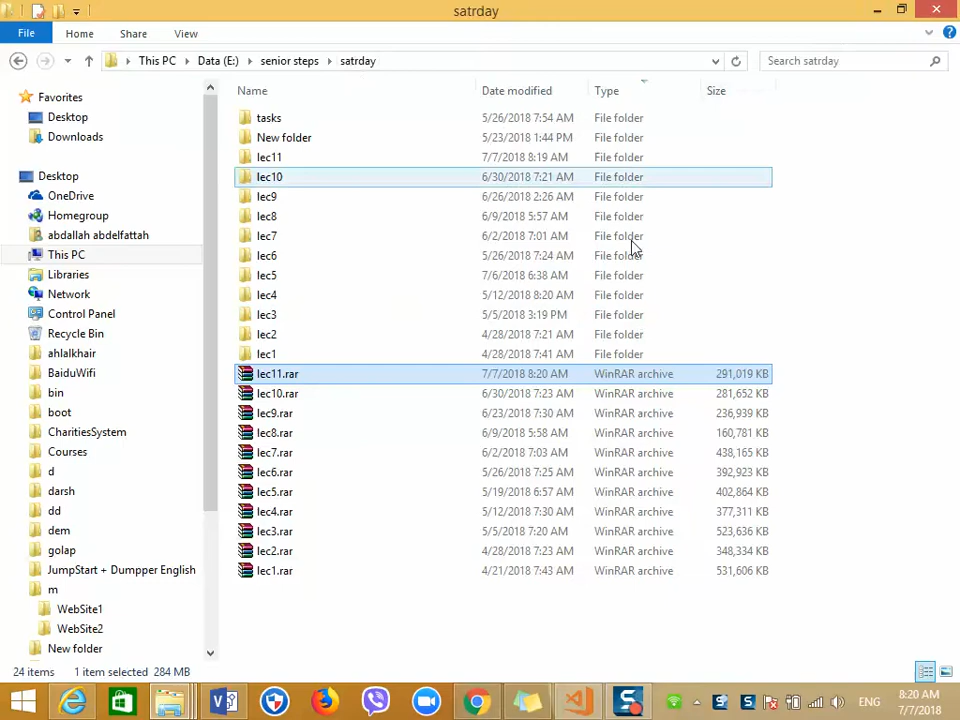 satrday
File Home Share View
This PC Data (E:) senior steps satrday Search satrday
Name Date modified Type Size
Favorites
Desktop
Downloads
Desktop
OneDrive
Homegroup
abdallah abdelfattah
This PC
Libraries
Network
Control Panel
Recycle Bin
ahlalkhair
BaiduWifi
bin
boot
CharitiesSystem
Courses
d
darsh
dd
dem
golap
JumpStart + Dumpper English
m
WebSite1
WebSite2
New folder
tasks 5/26/2018 7:54 AM File folder
New folder 5/23/2018 1:44 PM File folder
lec11 7/7/2018 8:19 AM File folder
lec10 6/30/2018 7:21 AM File folder
lec9 6/26/2018 2:26 AM File folder
lec8 6/9/2018 5:57 AM File folder
lec7 6/2/2018 7:01 AM File folder
lec6 5/26/2018 7:24 AM File folder
lec5 7/6/2018 6:38 AM File folder
lec4 5/12/2018 8:20 AM File folder
lec3 5/5/2018 3:19 PM File folder
lec2 4/28/2018 7:21 AM File folder
lec1 4/28/2018 7:41 AM File folder
lec11.rar 7/7/2018 8:20 AM WinRAR archive 291,019 KB
lec10.rar 6/30/2018 7:23 AM WinRAR archive 281,652 KB
lec9.rar 6/23/2018 7:30 AM WinRAR archive 236,939 KB
lec8.rar 6/9/2018 5:58 AM WinRAR archive 160,781 KB
lec7.rar 6/2/2018 7:03 AM WinRAR archive 438,165 KB
lec6.rar 5/26/2018 7:25 AM WinRAR archive 392,923 KB
lec5.rar 5/19/2018 6:57 AM WinRAR archive 402,864 KB
lec4.rar 5/12/2018 7:30 AM WinRAR archive 377,311 KB
lec3.rar 5/5/2018 7:20 AM WinRAR archive 523,636 KB
lec2.rar 4/28/2018 7:23 AM WinRAR archive 348,334 KB
lec1.rar 4/21/2018 7:43 AM WinRAR archive 531,606 KB
24 items 1 item selected 284 MB
ENG
8:20 AM
7/7/2018